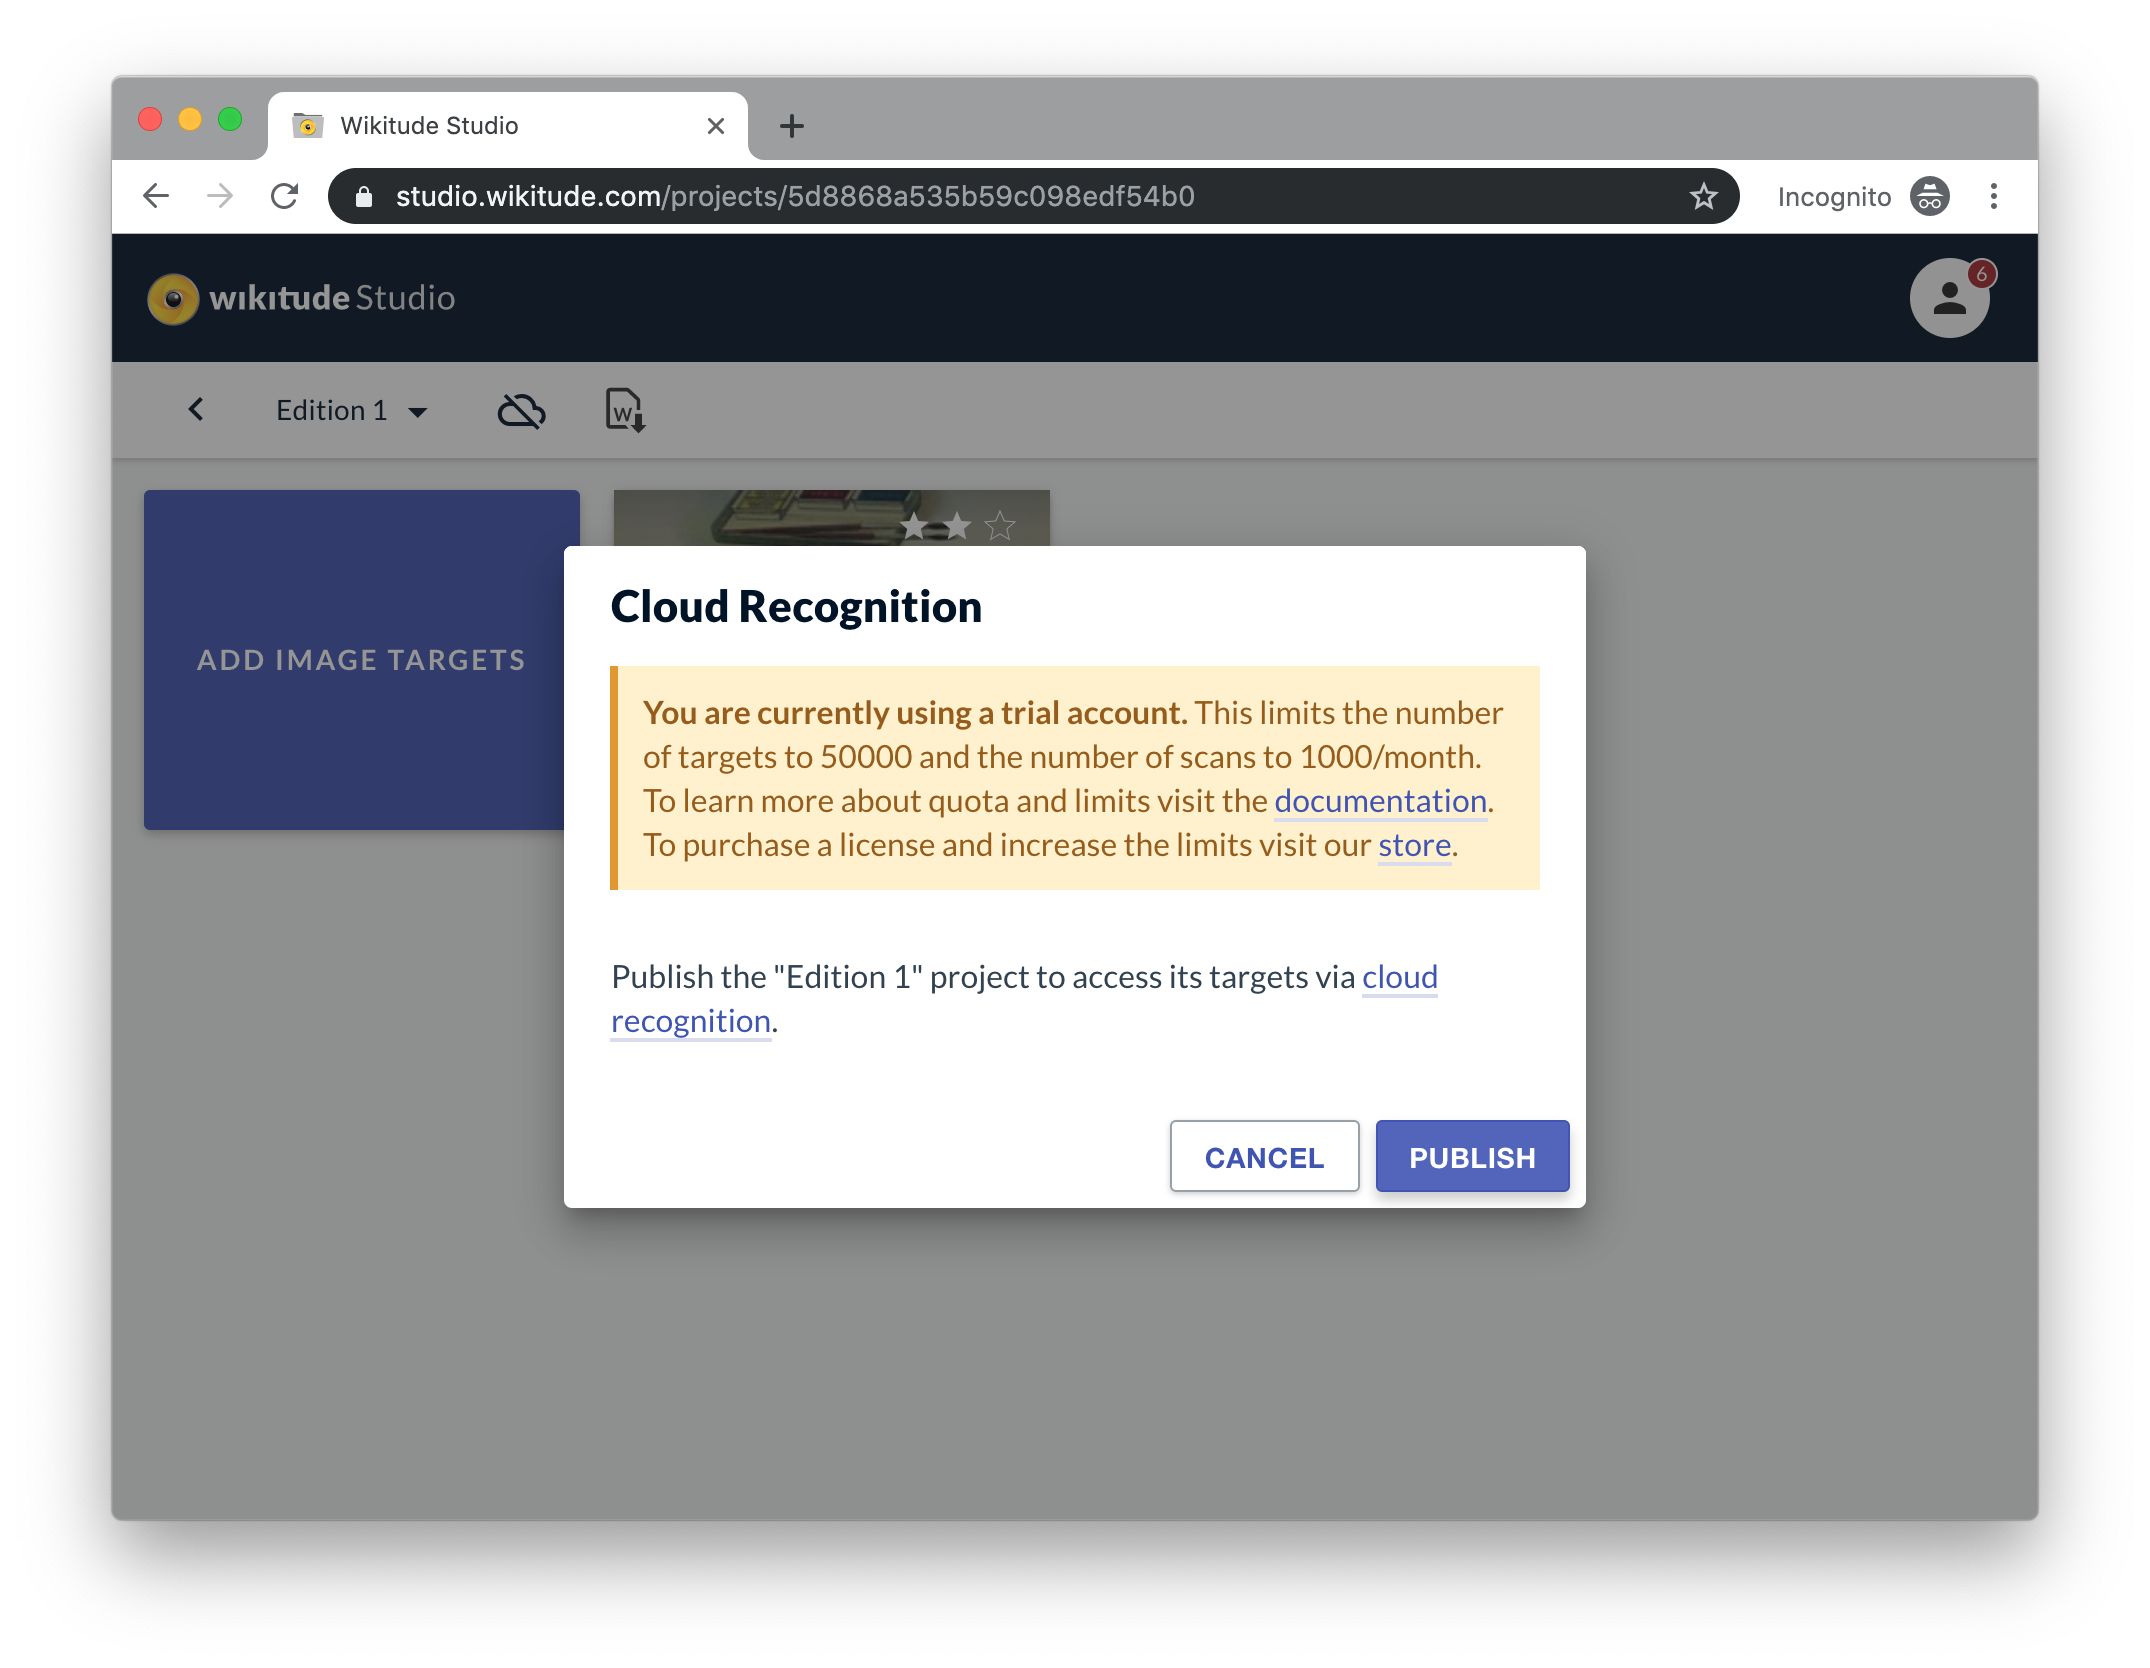 Wikitude Studio
studio.wikitude.com/projects/5d8868a535b59c098edf54b0
Incognito
wikitude Studio
6
Edition 1
W
ADD IMAGE TARGETS
Cloud Recognition
You are currently using a trial account. This limits the number
of targets to 50000 and the number of scans to 1000/month.
To learn more about quota and limits visit the documentation.
To purchase a license and increase the limits visit our store.
Publish the "Edition 1" project to access its targets via cloud
recognition.
CANCEL
PUBLISH